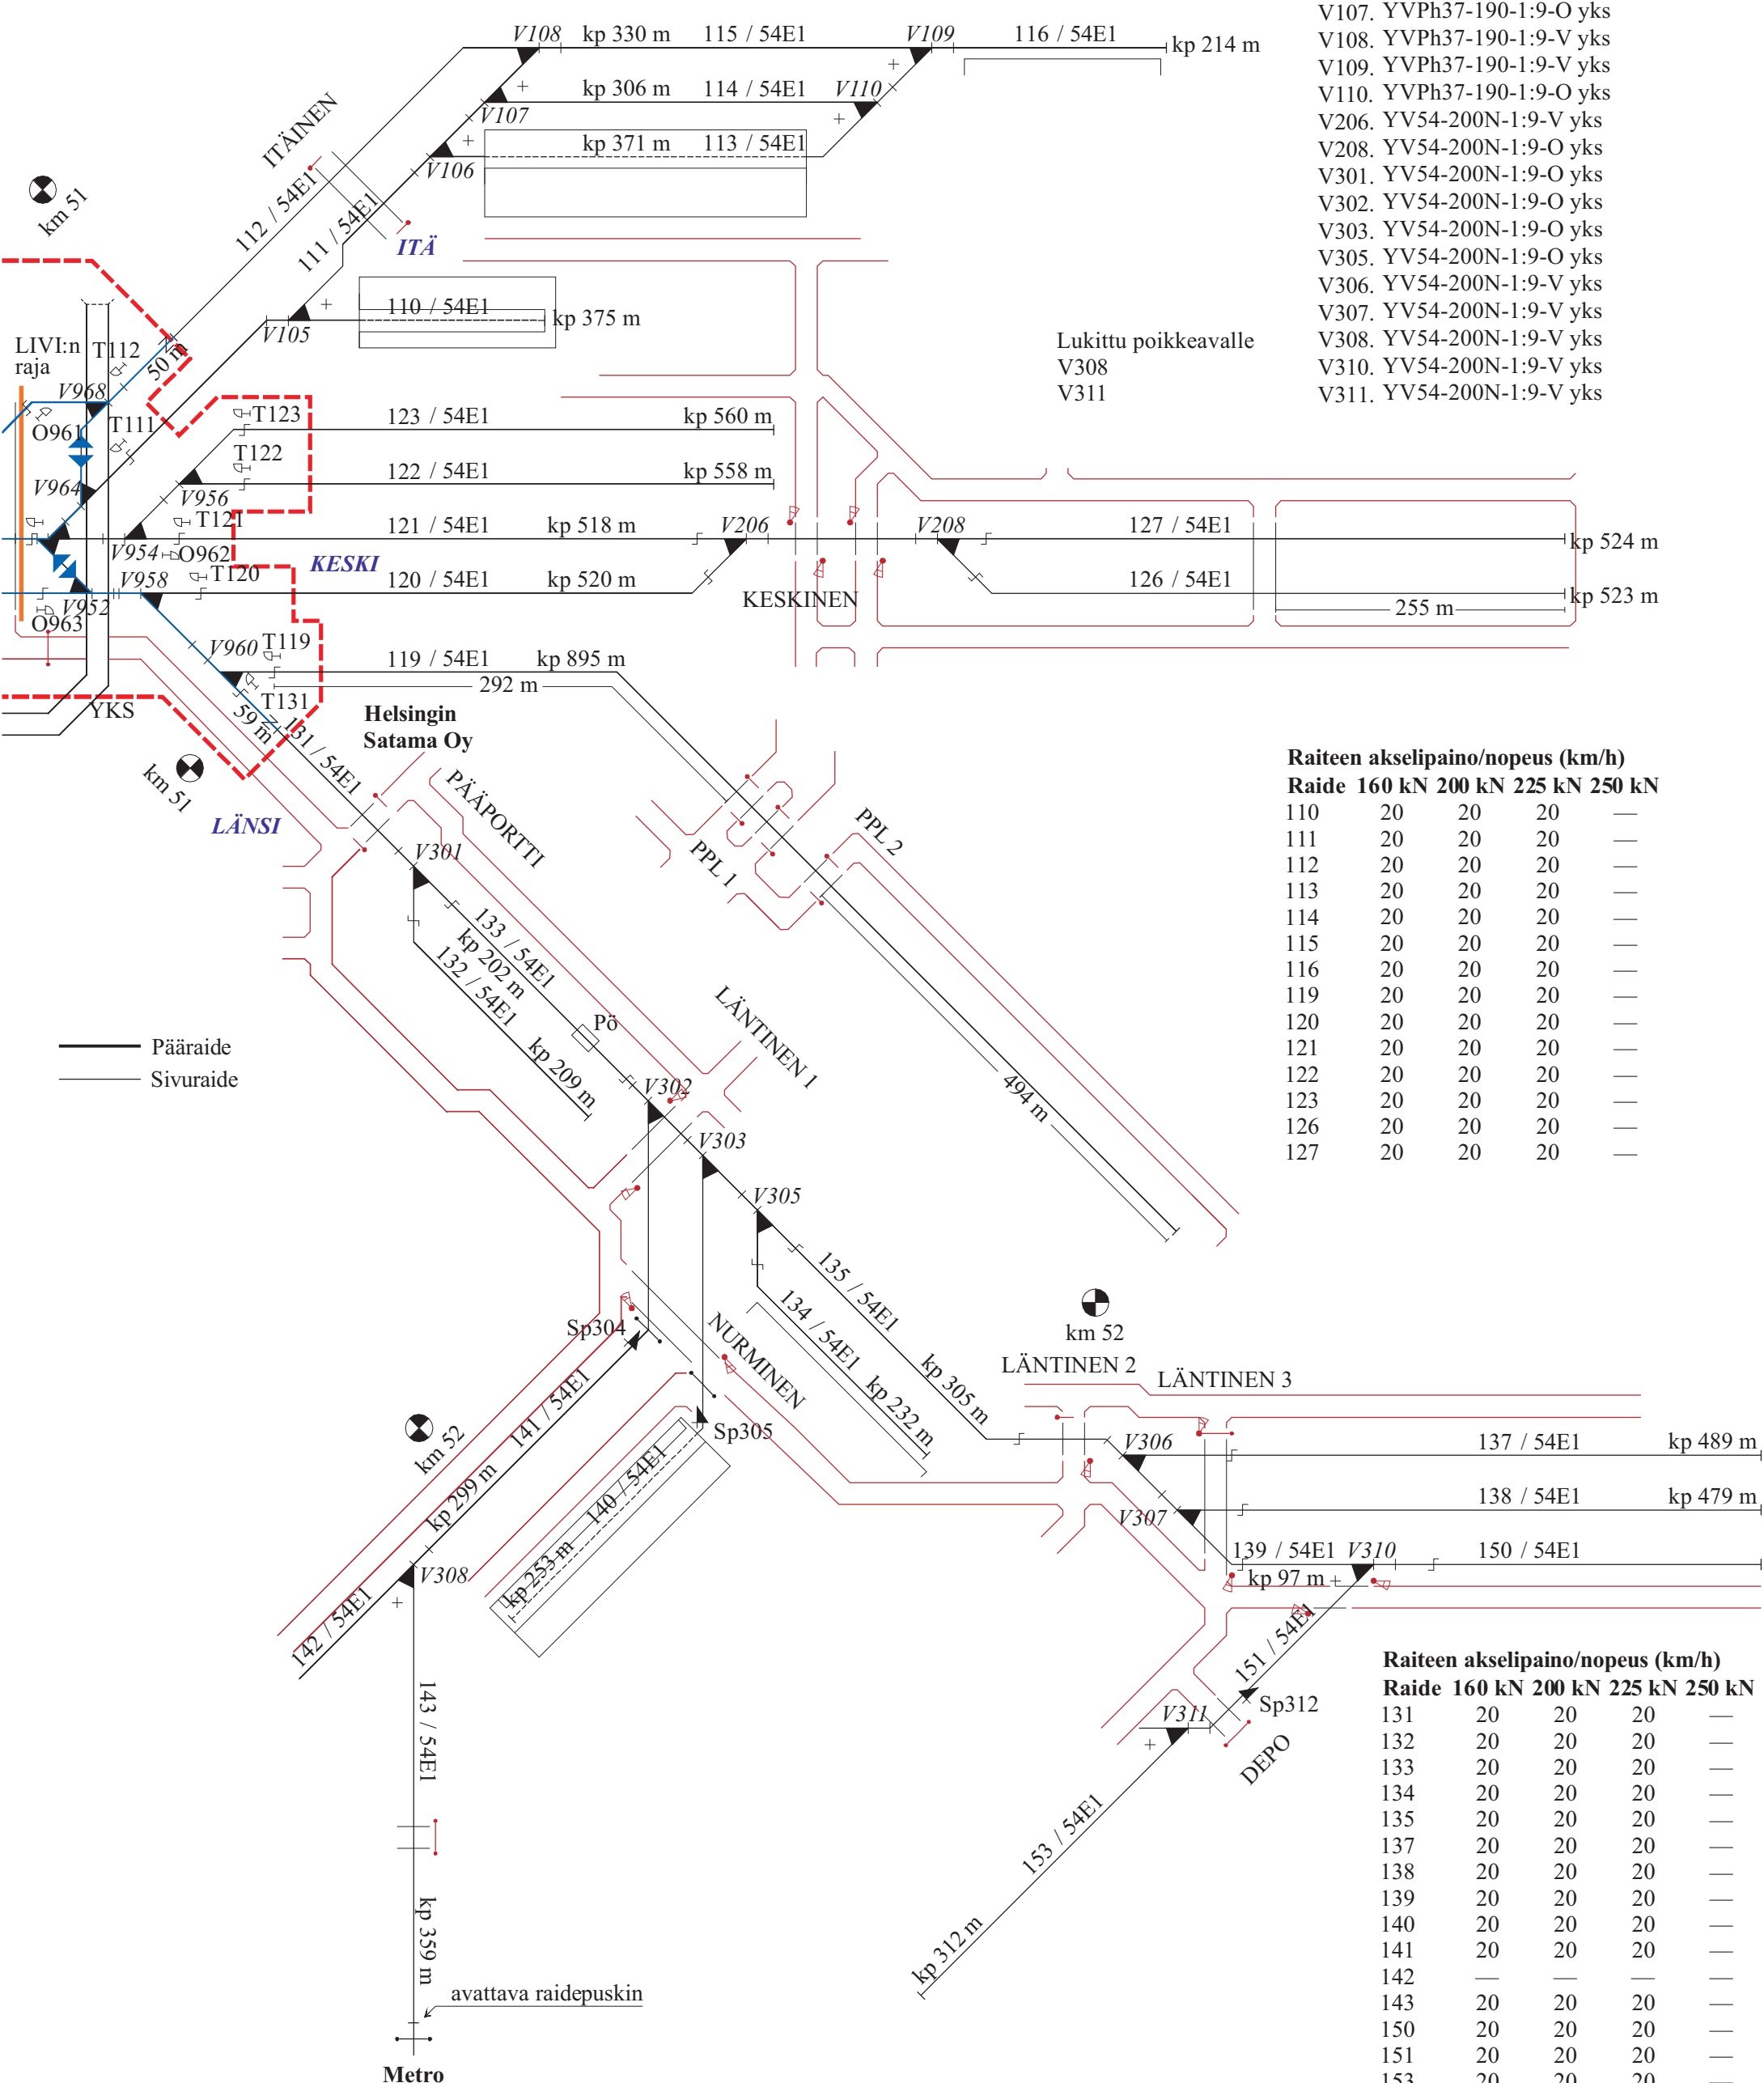 V107. YVPh37-190-1:9-O yks
V108. YVPh37-190-1:9-V yks
V109. YVPh37-190-1:9-V yks
V110. YVPh37-190-1:9-O yks
V206. YV54-200N-1:9-V yks
V208. YV54-200N-1:9-O yks
V301. YV54-200N-1:9-O yks
V302. YV54-200N-1:9-O yks
V303. YV54-200N-1:9-O yks
V305. YV54-200N-1:9-O yks
V306. YV54-200N-1:9-V yks
V307. YV54-200N-1:9-V yks
V308. YV54-200N-1:9-V yks
V310. YV54-200N-1:9-V yks
V311. YV54-200N-1:9-V yks
Lukittu poikkeavalle
V308
V311
V108 kp 330 m 115 / 54E1 V109 116 / 54E1 kp 214 m
kp 306 m 114 / 54E1 V110
V107
kp 371 m 113 / 54E1
V106
ITÄINEN
km 51
112 / 54E1
111 / 54E1
ITÄ
110 / 54E1
kp 375 m
V105
LIVI:n
raja
T112
50 m
V968
O961
T111
T123 123 / 54E1 kp 560 m
T122 122 / 54E1 kp 558 m
V964
V956
T121 121 / 54E1 kp 518 m V206 V208 127 / 54E1 kp 524 m
V954 O962
KESKI
V958 T120 120 / 54E1 kp 520 m KESKINEN 126 / 54E1 kp 523 m
255 m
V952
O963
V960 T119 119 / 54E1 kp 895 m
292 m
T131
59 m
YKS
131 / 54E1
Helsingin
Satama Oy
km 51
LÄNSI
PÄÄPORTTI
PPL 1
PPL 2
V301
133 / 54E1
kp 202 m
132 / 54E1
kp 209 m
Pö
LÄNTINEN 1
494 m
Pääraide
Sivuraide
V302
V303
V305
135 / 54E1
kp 305 m
134 / 54E1
kp 232 m
NURMINEN
Sp304
Sp305
141 / 54E1
kp 299 m
km 52
140 / 54E1
kp 253 m
V308
142 / 54E1
143 / 54E1
kp 359 m
avattava raidepuskin
Metro
km 52
LÄNTINEN 2
LÄNTINEN 3
V306 137 / 54E1 kp 489 m
V307 138 / 54E1 kp 479 m
139 / 54E1 V310 150 / 54E1
kp 97 m
151 / 54E1
Sp312
V311
DEPO
153 / 54E1
kp 312 m
Raiteen akselipaino/nopeus (km/h)
Raide 160 kN 200 kN 225 kN 250 kN
110 20 20 20 —
111 20 20 20 —
112 20 20 20 —
113 20 20 20 —
114 20 20 20 —
115 20 20 20 —
116 20 20 20 —
119 20 20 20 —
120 20 20 20 —
121 20 20 20 —
122 20 20 20 —
123 20 20 20 —
126 20 20 20 —
127 20 20 20 —
Raiteen akselipaino/nopeus (km/h)
Raide 160 kN 200 kN 225 kN 250 kN
131 20 20 20 —
132 20 20 20 —
133 20 20 20 —
134 20 20 20 —
135 20 20 20 —
137 20 20 20 —
138 20 20 20 —
139 20 20 20 —
140 20 20 20 —
141 20 20 20 —
142 — — — —
143 20 20 20 —
150 20 20 20 —
151 20 20 20 —
153 20 20 20 —